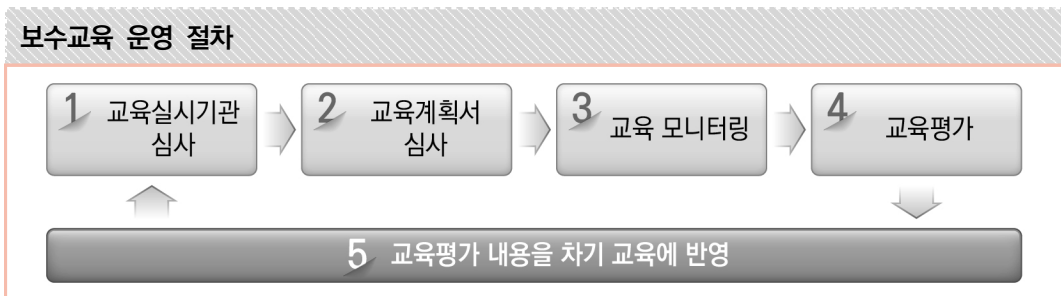 보수교육 운영 절차
1 교육실시기관
심사
2 교육계획서
심사
3 교육 모니터링
4 교육평가
5 교육평가 내용을 차기 교육에 반영